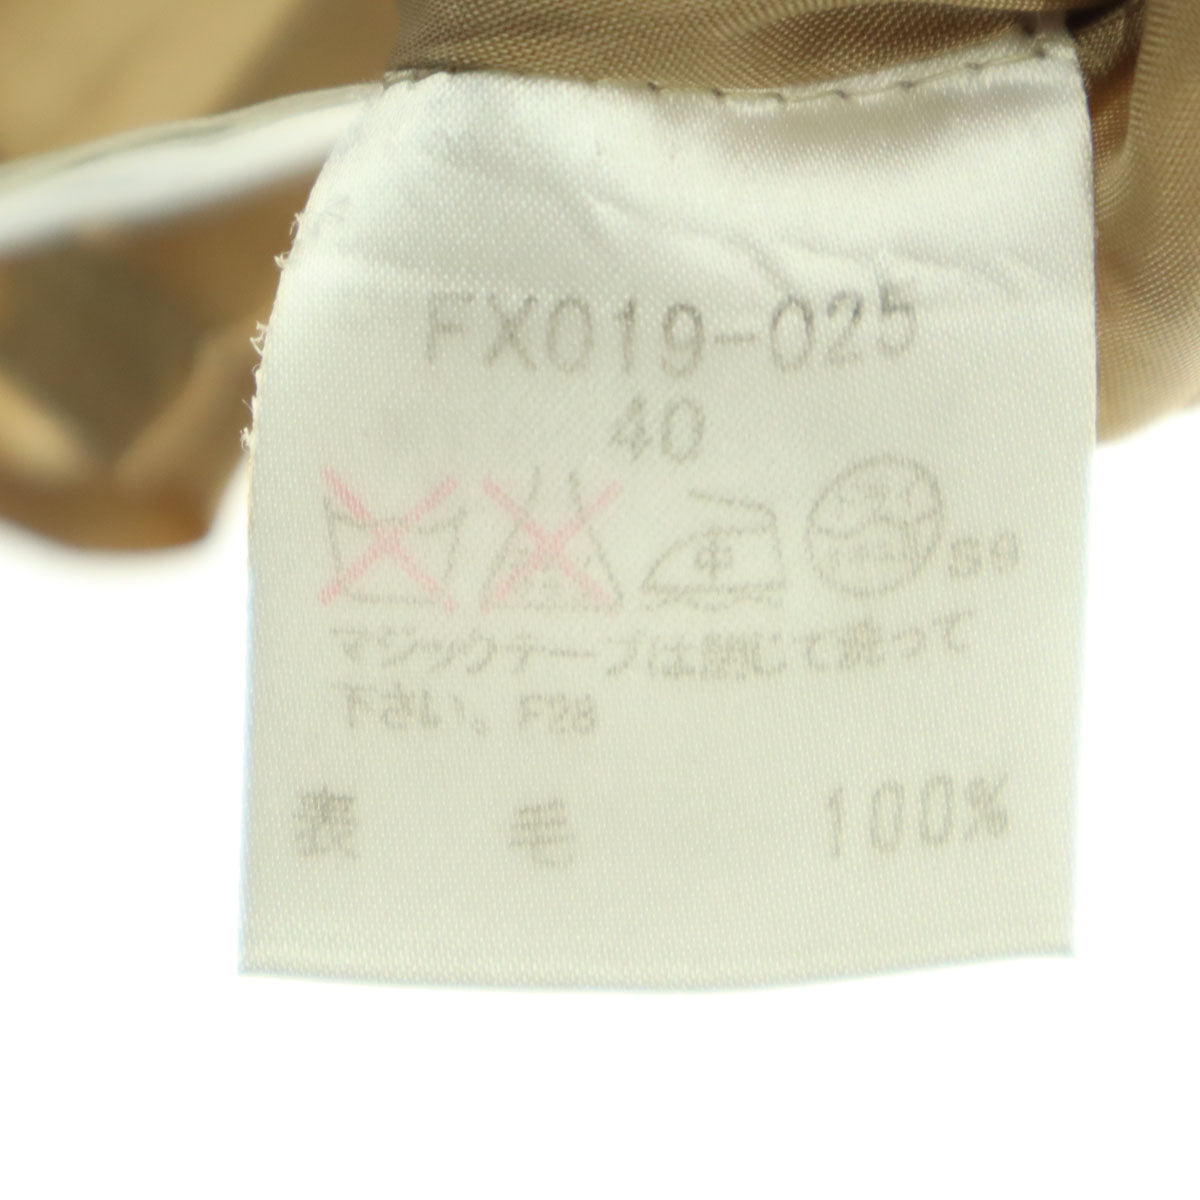 FX019-025
40
中
マジックテープは閉じて洗って
下さい。F28
表 毛 100%